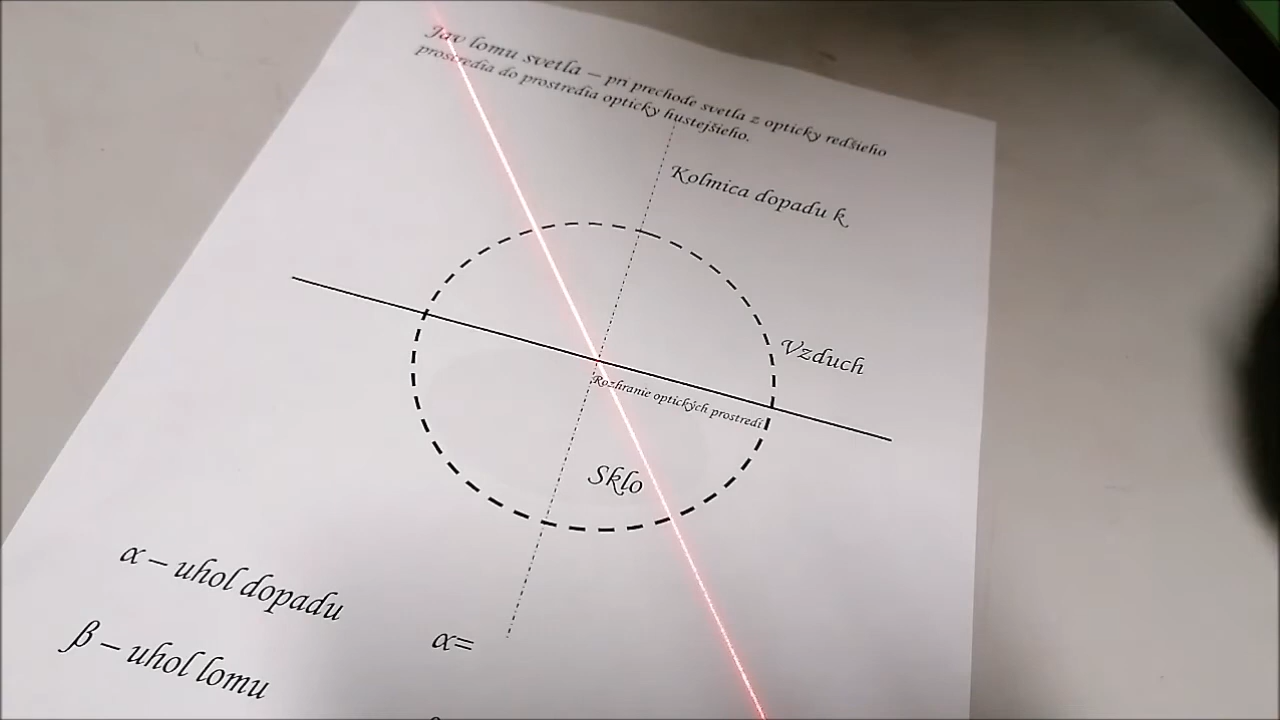 Jav lomu svetla – pri prechode svetla z opticky redšieho
prostredia do prostredia opticky hustejšieho.
Kolmica dopadu k
Vzduch
Rozhranie optických prostredí
Sklo
α – uhol dopadu
α=
β – uhol lomu